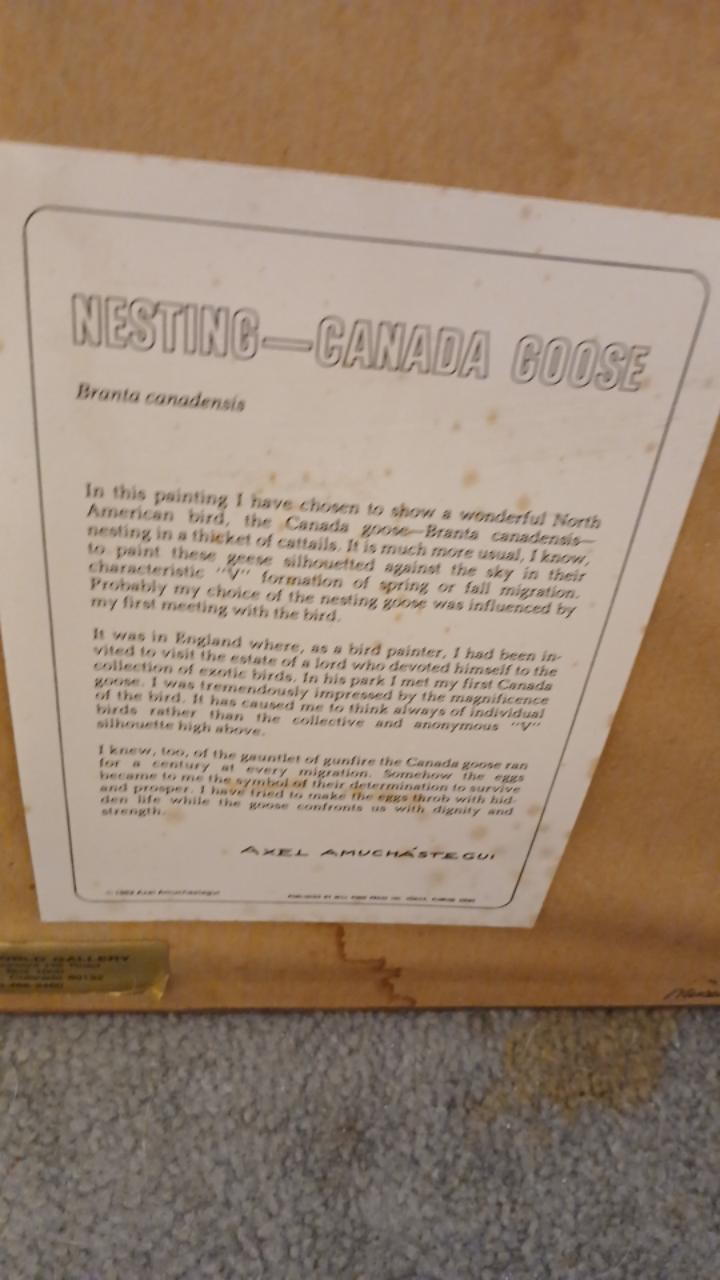 NESTING—CANADA GOOSE
Branta canadensis
In this painting I have chosen to show a wonderful North
American bird, the Canada goose—Branta canadensis—
nesting in a thicket of cattails. It is much more usual, I know,
to paint these geese silhouetted against the sky in their
characteristic "V" formation of spring or fall migration.
Probably my choice of the nesting goose was influenced by
my first meeting with the bird.
It was in England where, as a bird painter, I had been in-
vited to visit the estate of a lord who devoted himself to the
collection of exotic birds. In his park I met my first Canada
goose. I was tremendously impressed by the magnificence
of the bird. It has caused me to think always of individual
birds rather than the collective and anonymous "V"
silhouette high above.
I knew, too, of the gauntlet of gunfire the Canada goose ran
for a century at every migration. Somehow the eggs
became to me the symbol of their determination to survive
and prosper. I have tried to make the eggs throb with hid-
den life while the goose confronts us with dignity and
strength.
AXEL AMUCHÁSTEGUI
Axel Amuchastegui
GALLERY
Colorado